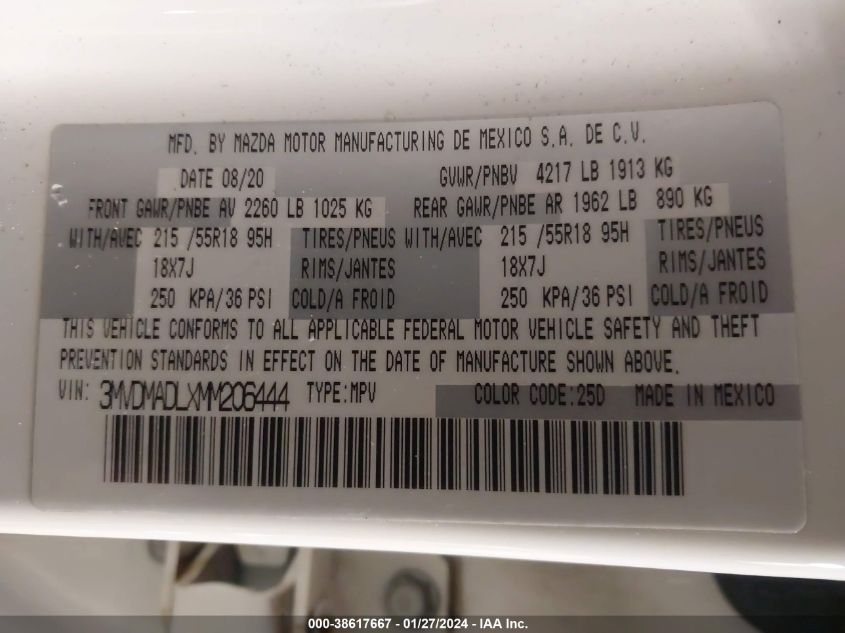 MFD. BY MAZDA MOTOR MANUFACTURING DE MEXICO S.A. DE C.V.
DATE 08/20 GVWR/PNBV 4217 LB 1913 KG
FRONT GAWR/PNBE AV 2260 LB 1025 KG REAR GAWR/PNBE AR 1962 LB 890 KG
WITH/AVEC 215 /55R18 95H TIRES/PNEUS WITH/AVEC 215 /55R18 95H TIRES/PNEUS
18X7J RIMS/JANTES 18X7J RIMS/JANTES
250 KPA/36 PSI COLD/A FROID 250 KPA/36 PSI COLD/A FROID
THIS VEHICLE CONFORMS TO ALL APPLICABLE FEDERAL MOTOR VEHICLE SAFETY AND THEFT
PREVENTION STANDARDS IN EFFECT ON THE DATE OF MANUFACTURE SHOWN ABOVE.
VIN: 3MVDMADLXMM206444 TYPE:MPV COLOR CODE:25D MADE IN MEXICO
000-38617667 - 01/27/2024 - IAA Inc.